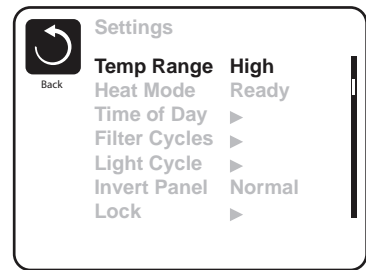 Settings
Back
Temp Range High
Heat Mode Ready
Time of Day ▶
Filter Cycles ▶
Light Cycle ▶
Invert Panel Normal
Lock ▶